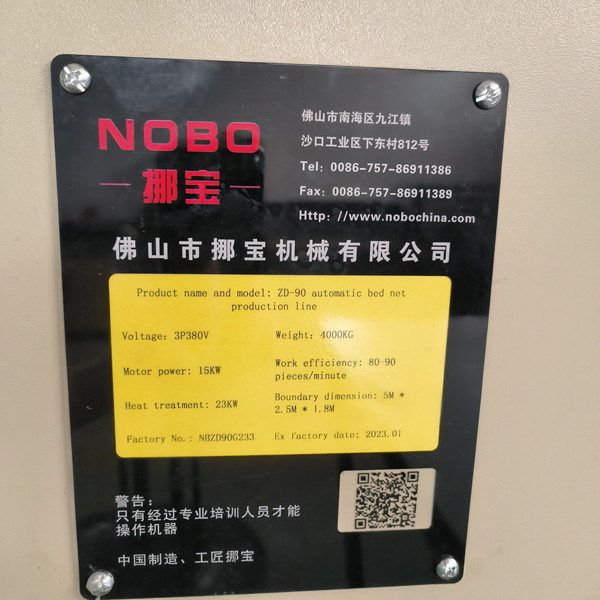 NOBO
挪宝
佛山市南海区九江镇
沙口工业区下东村812号
Tel: 0086-757-86911386
Fax: 0086-757-86911389
Http: //www.nobochina.com
佛山市挪宝机械有限公司
Product name and model: ZD-90 automatic bed net
production line
Voltage: 3P380V
Weight: 4000KG
Motor power: 15KW
Work efficiency: 80-90
pieces/minute
Heat treatment: 23KW
Boundary dimension: 5M *
2.5M * 1.8M
Factory No.: NBZD90G233
Ex factory date: 2023.01
警告:
只有经过专业培训人员才能
操作机器
中国制造、工匠挪宝